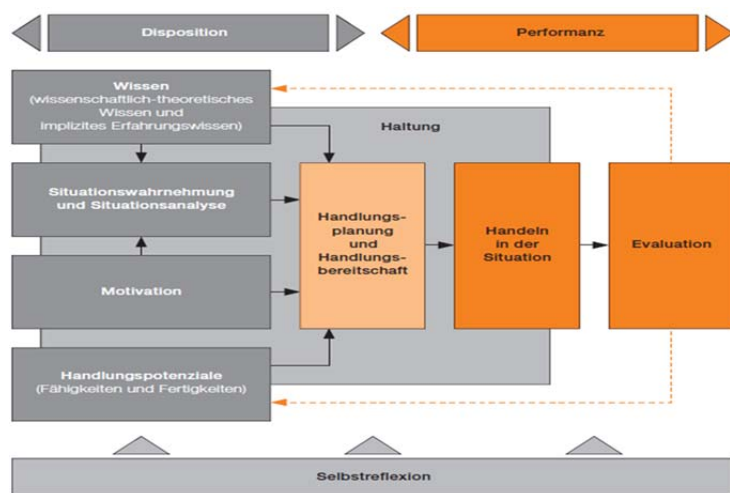 Disposition
Performanz
Wissen
(wissenschaftlich-theoretisches
Wissen und
implizites Erfahrungswissen)
Haltung
Situationswahrnehmung
und Situationsanalyse
Handlungs-
planung
und
Handlungs-
bereitschaft
Handeln
in der
Situation
Evaluation
Motivation
Handlungspotenziale
(Fähigkeiten und Fertigkeiten)
Selbstreflexion